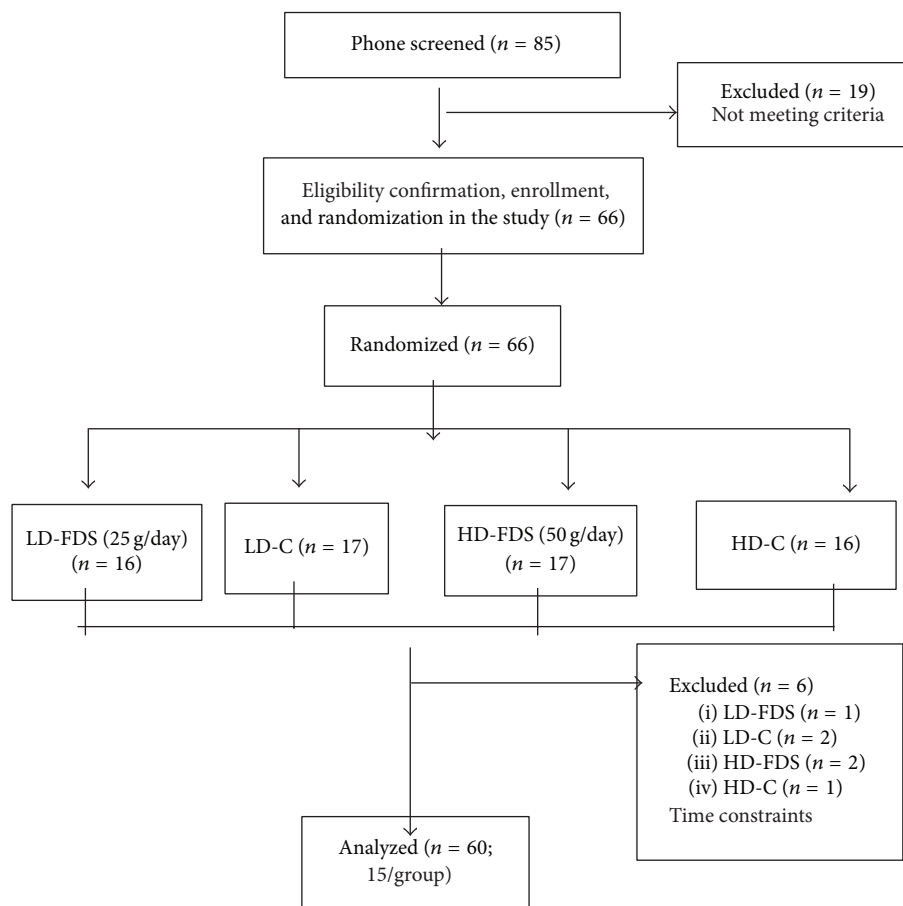 Phone screened (n = 85)
Excluded (n = 19)
Not meeting criteria
Eligibility confirmation, enrollment,
and randomization in the study (n = 66)
Randomized (n = 66)
LD-FDS (25 g/day)
(n = 16)
LD-C (n = 17)
HD-FDS (50 g/day)
(n = 17)
HD-C (n = 16)
Excluded (n = 6)
(i) LD-FDS (n = 1)
(ii) LD-C (n = 2)
(iii) HD-FDS (n = 2)
(iv) HD-C (n = 1)
Time constraints
Analyzed (n = 60;
15/group)